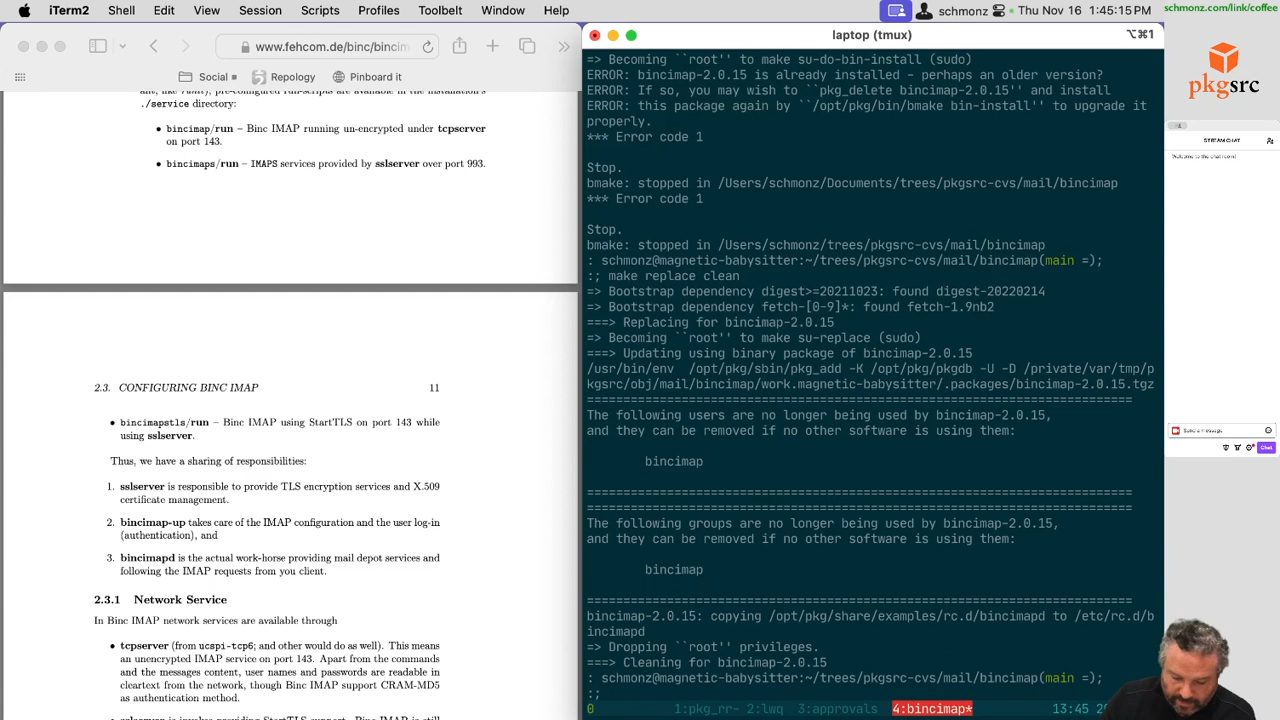 iTerm2 Shell Edit View Session Scripts Profiles Toolbelt Window Help
schmonz Thu Nov 16 1:45:15 PM
schmonz.com/link/coffee
www.fehcom.de/binc/bincim
Social Repology Pinboard it
./service directory:
• bincimap/run – Binc IMAP running un-encrypted under tcpserver
on port 143.
• bincimaps/run – IMAPS services provided by sslserver over port 993.
2.3. CONFIGURING BINC IMAP 11
• bincimapstls/run – Binc IMAP using StartTLS on port 143 while
using sslserver.
Thus, we have a sharing of responsibilities:
1. sslserver is responsible to provide TLS encryption services and X.509
certificate management.
2. bincimap-up takes care of the IMAP configuration and the user log-in
(authentication), and
3. bincimapd is the actual work-horse providing mail depot services and
following the IMAP requests from you client.
2.3.1 Network Service
In Binc IMAP network services are available through
• tcpserver (from ucspi-tcp6; and other would do as well). This means
an unencrypted IMAP service on port 143. Apart from the commands
and the messages content, user names and passwords are readable in
cleartext from the network, though Binc IMAP support CRAM-MD5
as authentication method.
laptop (tmux) ⌥⌘1
=> Becoming ``root'' to make su-do-bin-install (sudo)
ERROR: bincimap-2.0.15 is already installed - perhaps an older version?
ERROR: If so, you may wish to ``pkg_delete bincimap-2.0.15'' and install
ERROR: this package again by ``/opt/pkg/bin/bmake bin-install'' to upgrade it
properly.
*** Error code 1
Stop.
bmake: stopped in /Users/schmonz/Documents/trees/pkgsrc-cvs/mail/bincimap
*** Error code 1
Stop.
bmake: stopped in /Users/schmonz/trees/pkgsrc-cvs/mail/bincimap
: schmonz@magnetic-babysitter:~/trees/pkgsrc-cvs/mail/bincimap(main =);
:; make replace clean
=> Bootstrap dependency digest>=20211023: found digest-20220214
=> Bootstrap dependency fetch-[0-9]*: found fetch-1.9nb2
===> Replacing for bincimap-2.0.15
=> Becoming ``root'' to make su-replace (sudo)
===> Updating using binary package of bincimap-2.0.15
/usr/bin/env /opt/pkg/sbin/pkg_add -K /opt/pkg/pkgdb -U -D /private/var/tmp/p
kgsrc/obj/mail/bincimap/work.magnetic-babysitter/.packages/bincimap-2.0.15.tgz
===========================================================================
The following users are no longer being used by bincimap-2.0.15,
and they can be removed if no other software is using them:
bincimap
===========================================================================
===========================================================================
The following groups are no longer being used by bincimap-2.0.15,
and they can be removed if no other software is using them:
bincimap
===========================================================================
bincimap-2.0.15: copying /opt/pkg/share/examples/rc.d/bincimapd to /etc/rc.d/b
incimapd
=> Dropping ``root'' privileges.
===> Cleaning for bincimap-2.0.15
: schmonz@magnetic-babysitter:~/trees/pkgsrc-cvs/mail/bincimap(main =);
:;
0 1:pkg_rr- 2:lwq 3:approvals 4:bincimap* 13:45
pkgsrc
STREAM CHAT
Welcome to the chat room!
Send a message
Chat